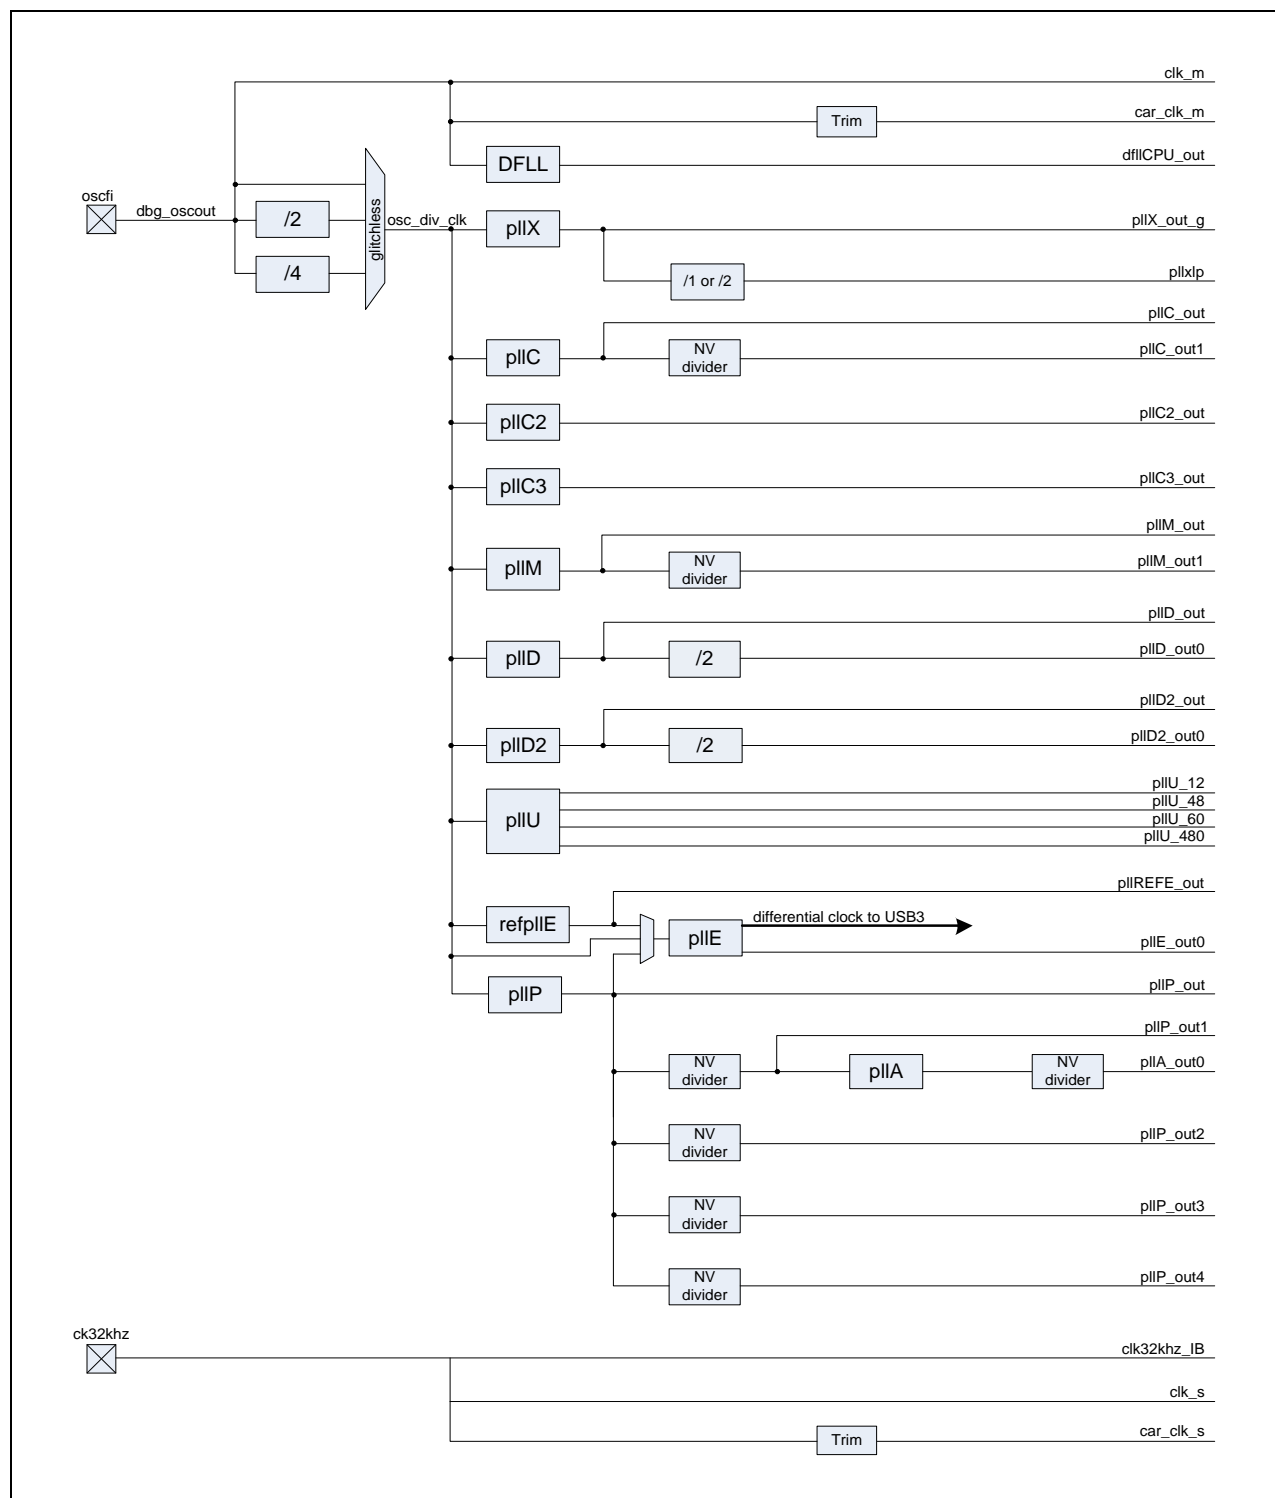 clk_m
car_clk_m
Trim
DFLL
dfllCPU_out
oscfi
dbg_oscout
/2
/4
glitchless
osc_div_clk
pllX
pllX_out_g
/1 or /2
pllxlp
pllC_out
pllC
NV
divider
pllC_out1
pllC2
pllC2_out
pllC3
pllC3_out
pllM_out
pllM
NV
divider
pllM_out1
pllD_out
pllD
/2
pllD_out0
pllD2_out
pllD2
/2
pllD2_out0
pllU
pllU_12
pllU_48
pllU_60
pllU_480
pllREFE_out
refpllE
pllE
differential clock to USB3
pllE_out0
pllP
pllP_out
pllP_out1
NV
divider
pllA
NV
divider
pllA_out0
NV
divider
pllP_out2
NV
divider
pllP_out3
NV
divider
pllP_out4
ck32khz
clk32khz_IB
clk_s
Trim
car_clk_s